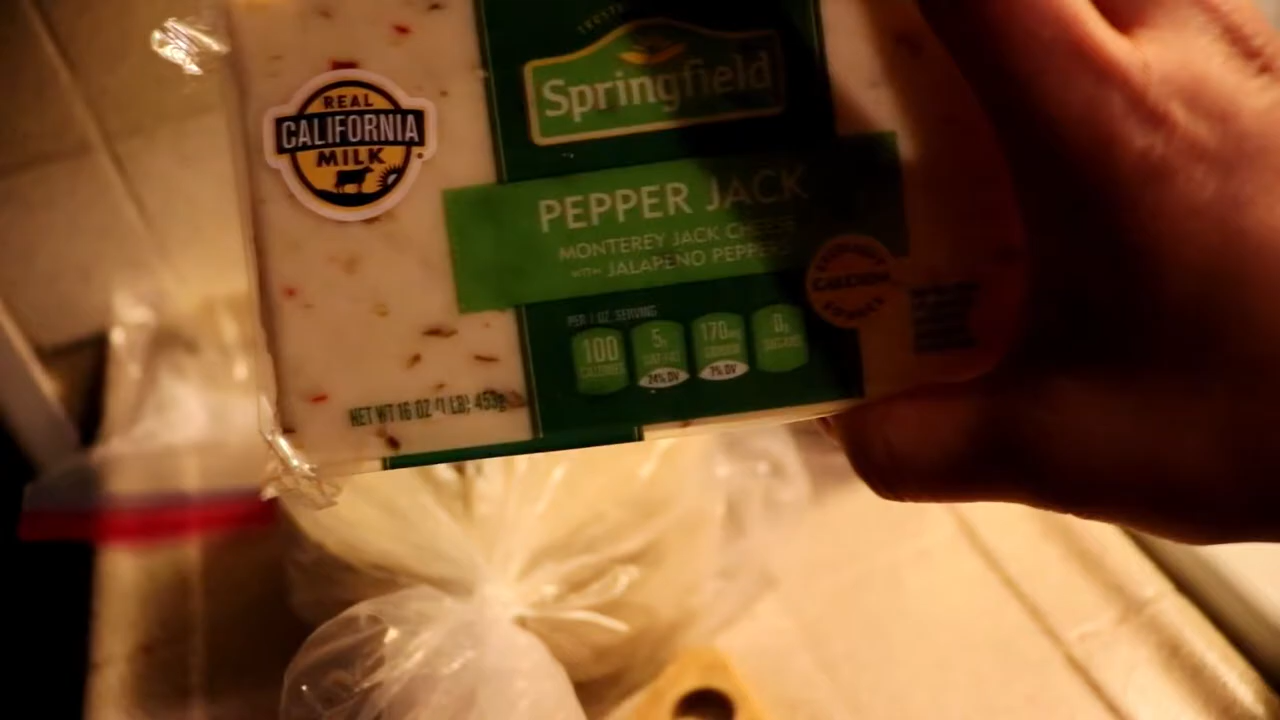 REAL
CALIFORNIA
MILK
Springfield
PEPPER JACK
MONTEREY JACK CHEESE
WITH JALAPENO PEPPERS
PER 1 OZ. SERVING
100
CALORIES
5g
SAT FAT
24% DV
170mg
SODIUM
7% DV
0g
SUGARS
CALCIUM
NET WT 16 OZ (1 LB) 453g